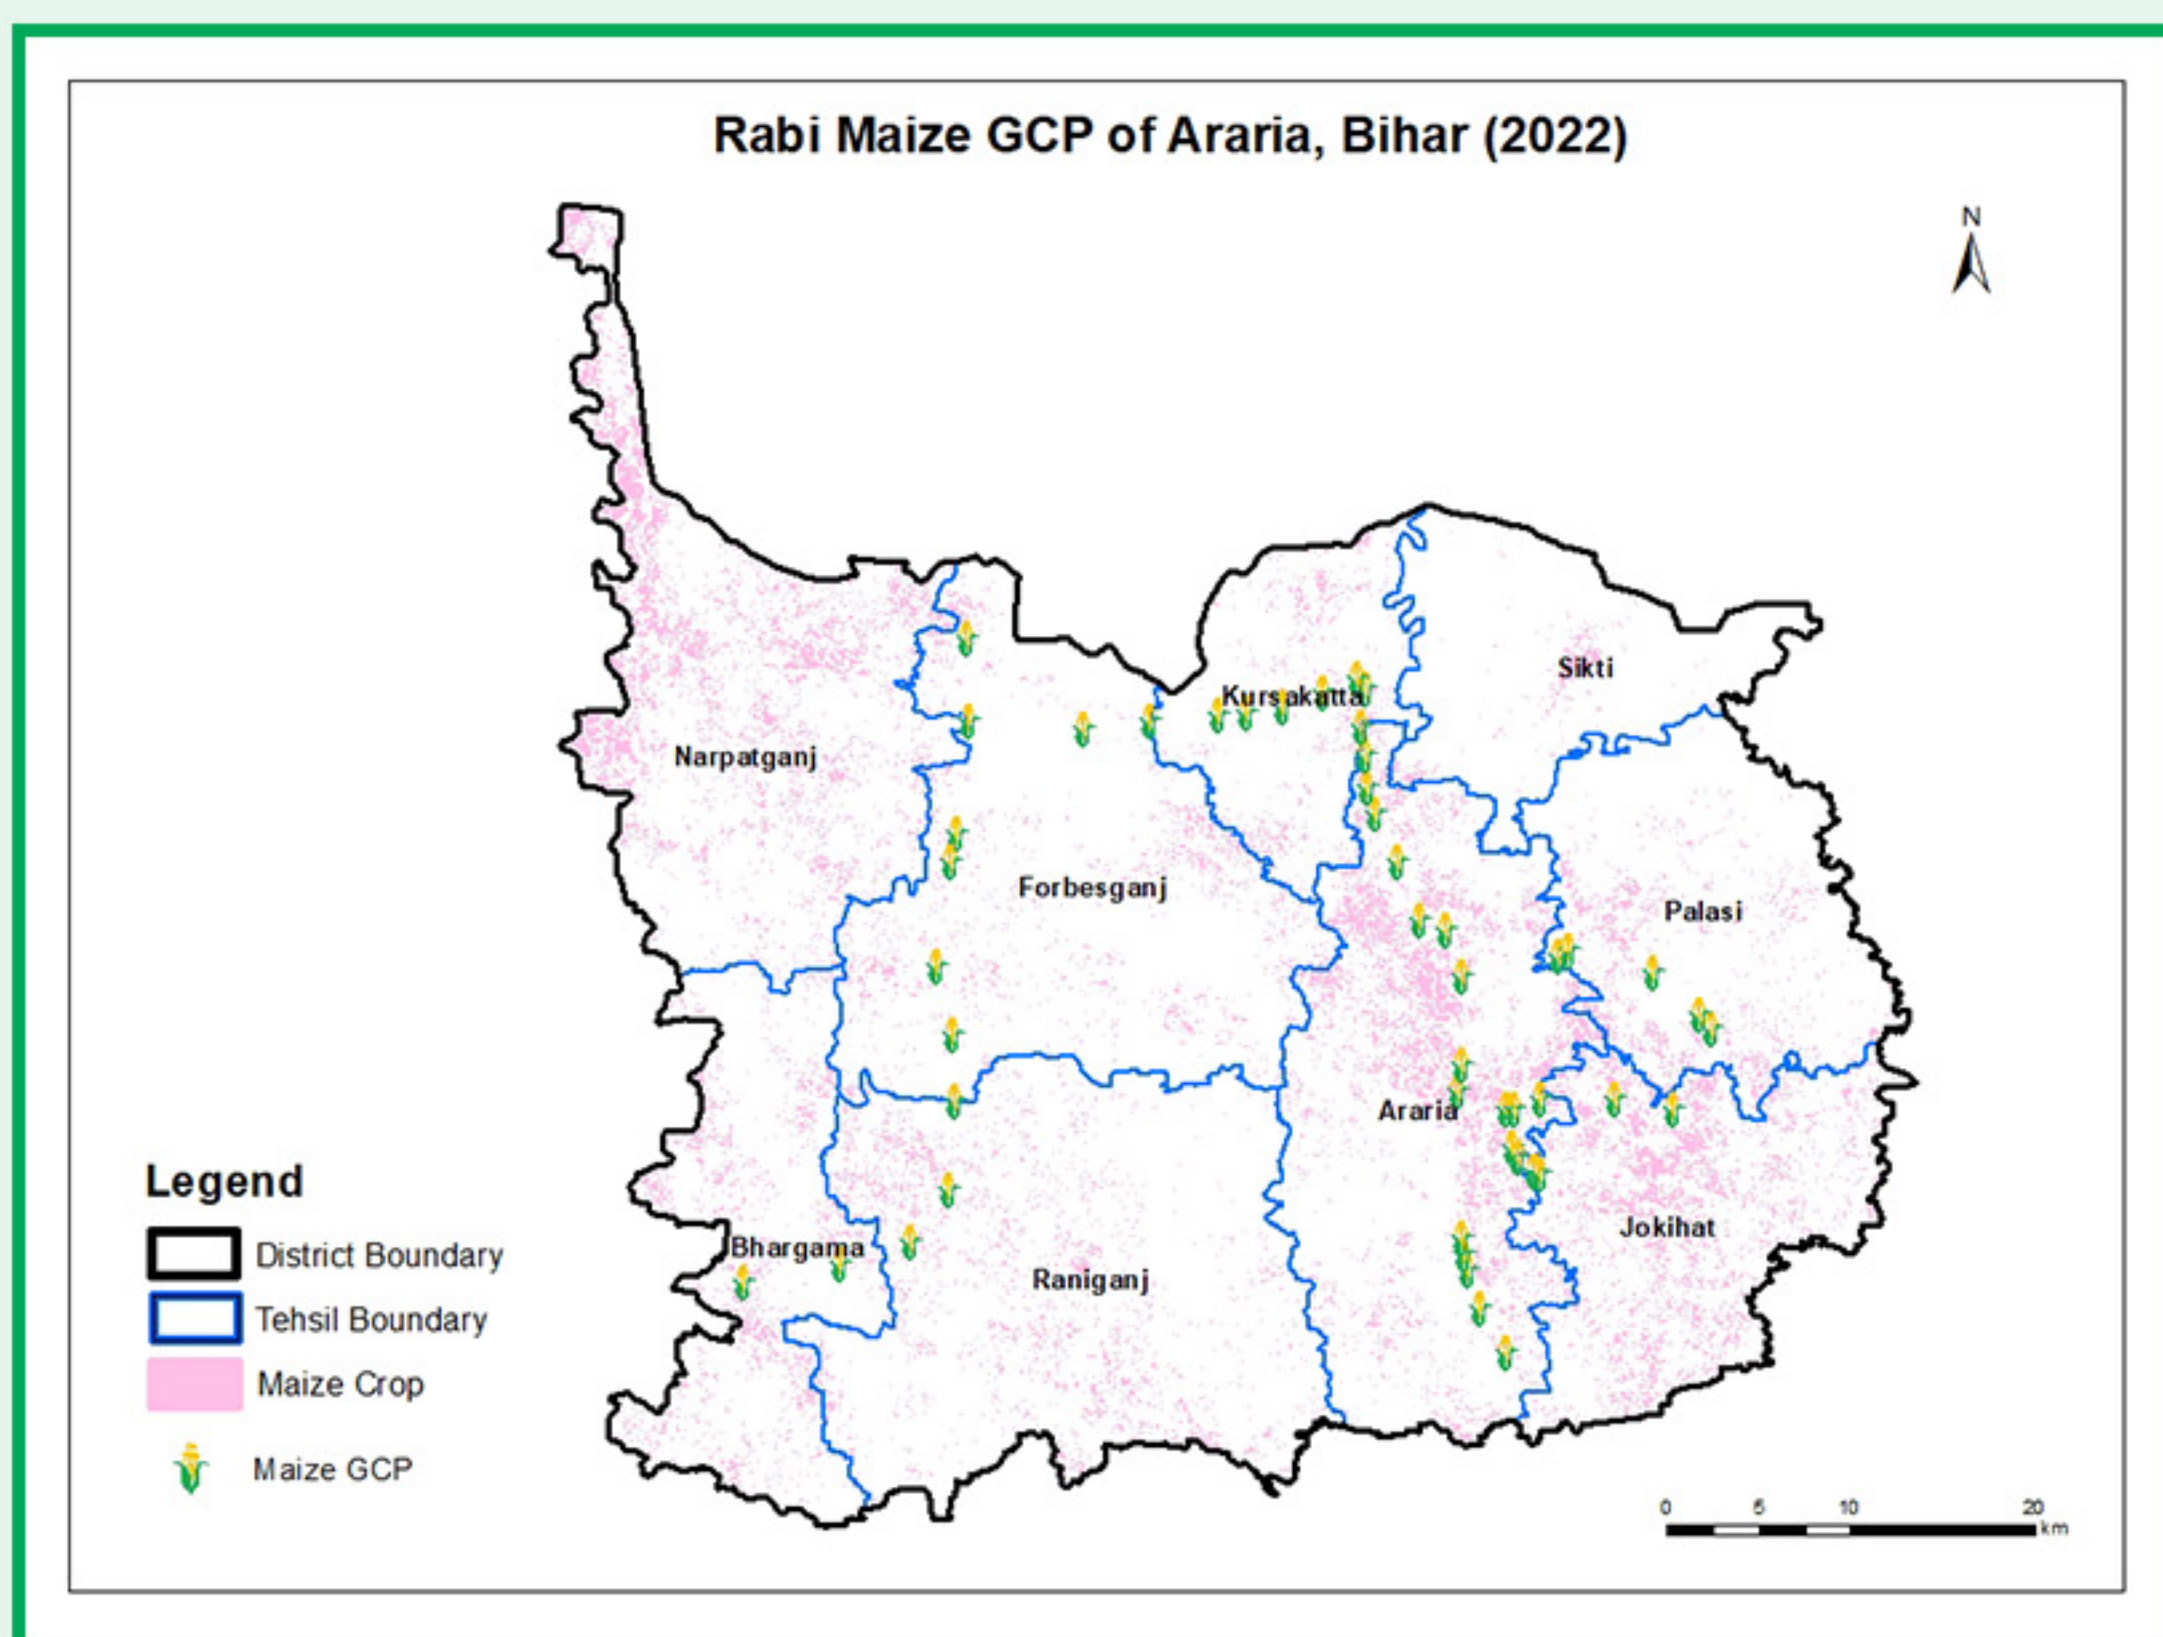 Rabi Maize GCP of Araria, Bihar (2022)
N
Sikti
Kursakatta
Narpatganj
Forbesganj
Palasi
Araria
Jokihat
Bhargama
Raniganj
Legend
District Boundary
Tehsil Boundary
Maize Crop
Maize GCP
0 5 10 20
km